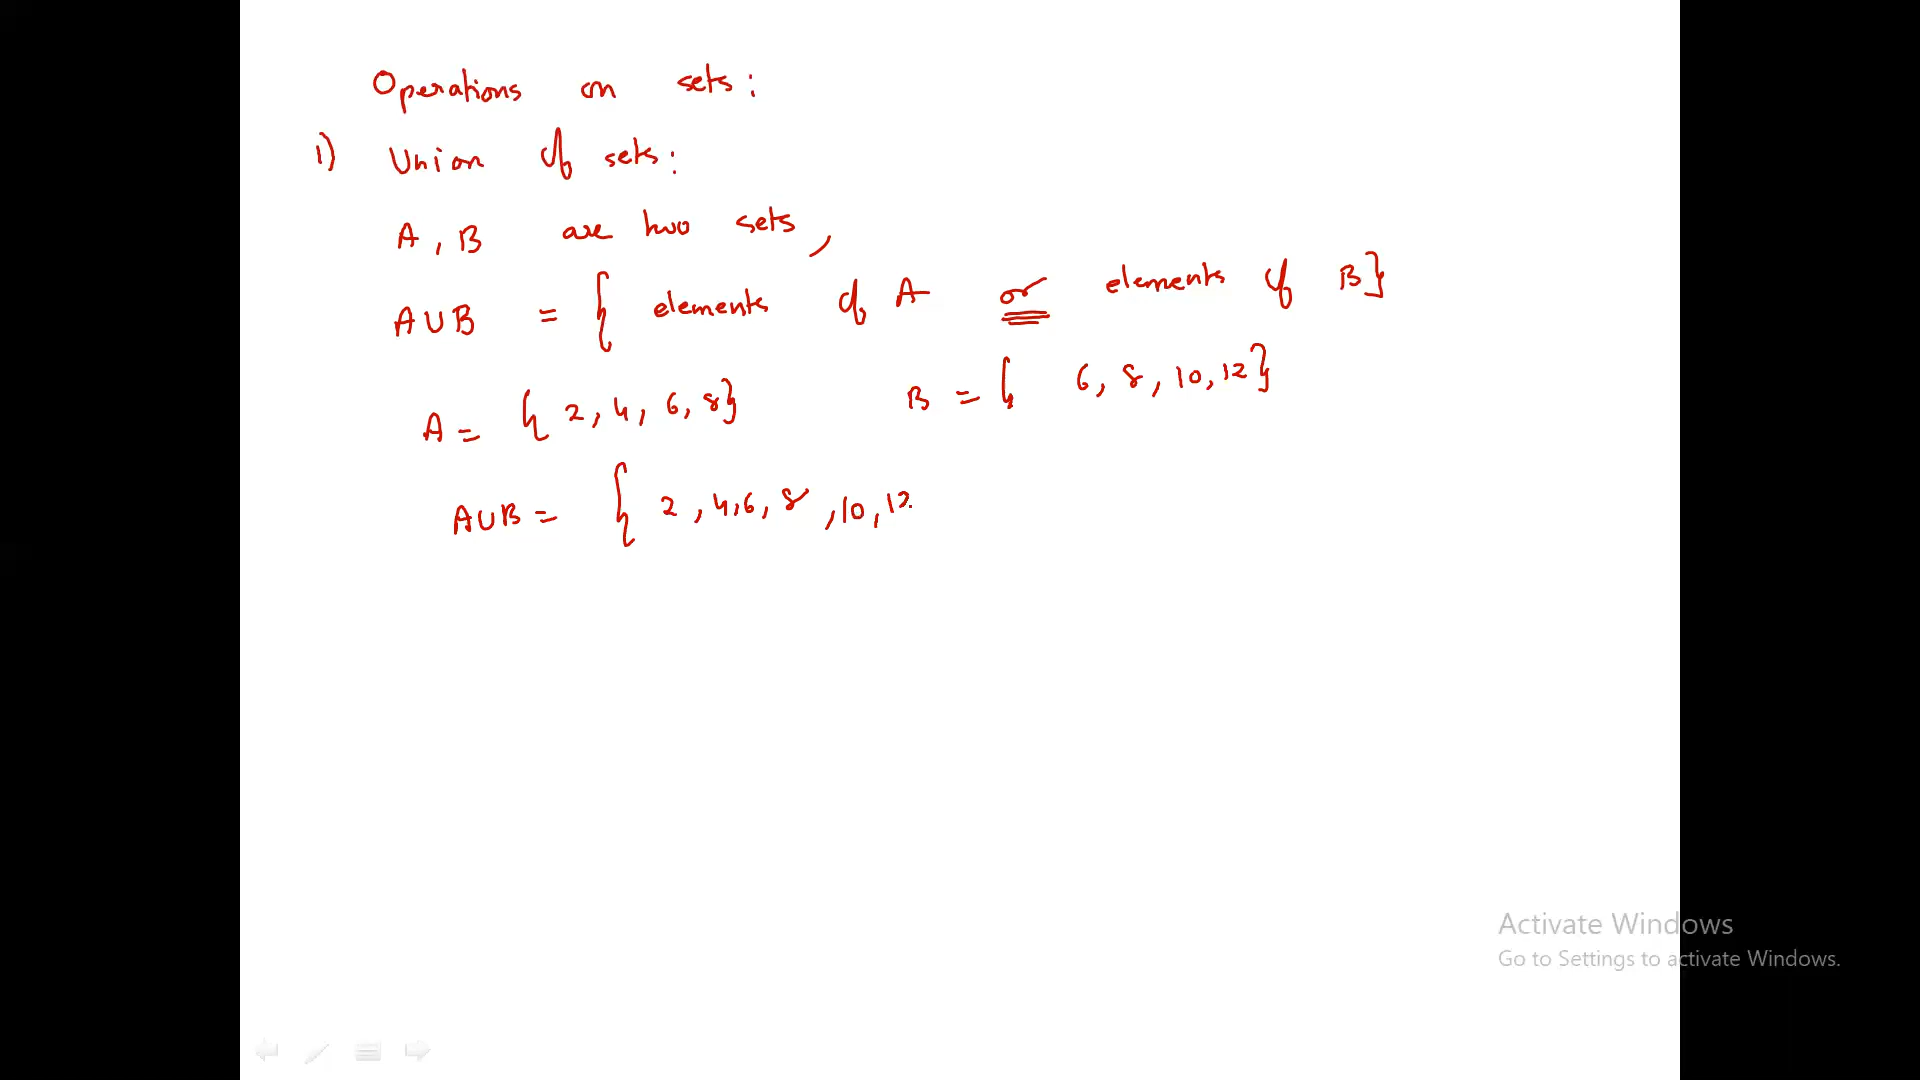 Operations on sets:
1) Union of sets:
A, B are two sets,
A∪B = { elements of A or elements of B}
A = { 2, 4, 6, 8} B = { 6, 8, 10, 12}
A∪B = { 2, 4, 6, 8, 10, 12
Activate Windows
Go to Settings to activate Windows.